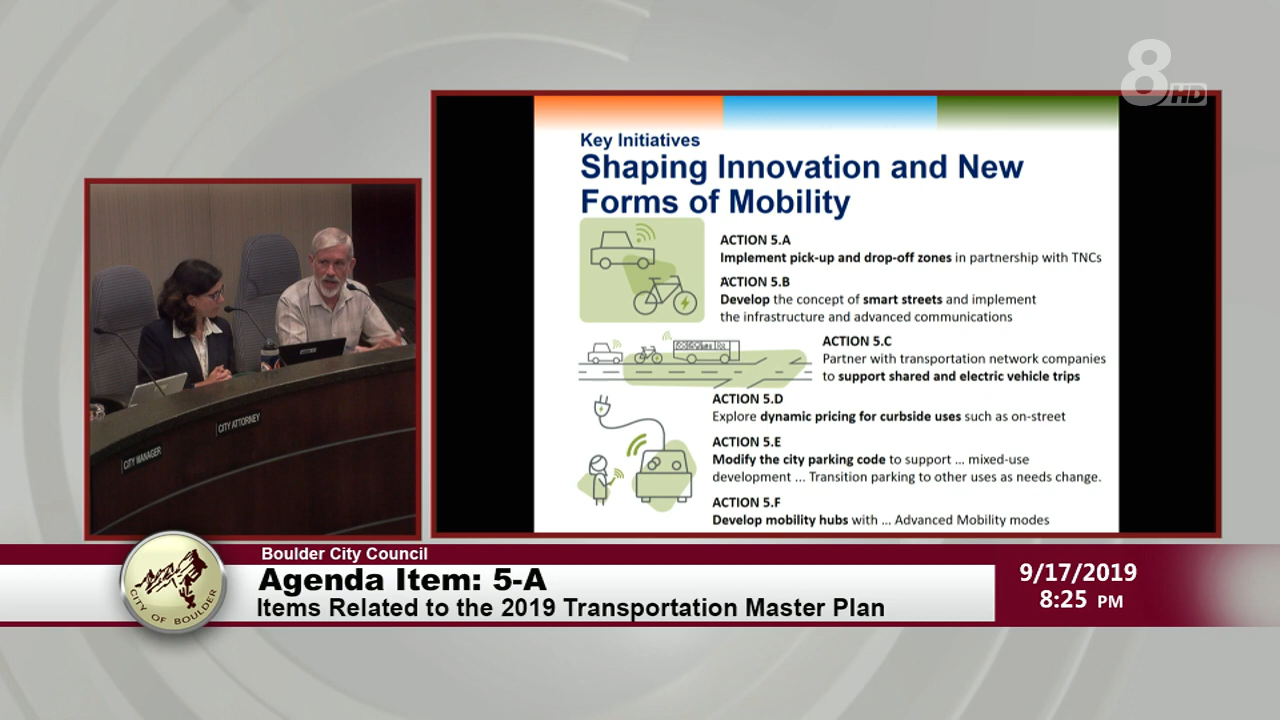 8
HD
Key Initiatives
Shaping Innovation and New
Forms of Mobility
ACTION 5.A
Implement pick-up and drop-off zones in partnership with TNCs
ACTION 5.B
Develop the concept of smart streets and implement
the infrastructure and advanced communications
ACTION 5.C
Partner with transportation network companies
to support shared and electric vehicle trips
ACTION 5.D
Explore dynamic pricing for curbside uses such as on-street
ACTION 5.E
Modify the city parking code to support ... mixed-use
development ... Transition parking to other uses as needs change.
ACTION 5.F
Develop mobility hubs with ... Advanced Mobility modes
CITY MANAGER
CITY ATTORNEY
Boulder City Council
Agenda Item: 5-A
Items Related to the 2019 Transportation Master Plan
CITY OF BOULDER
9/17/2019
8:25 PM